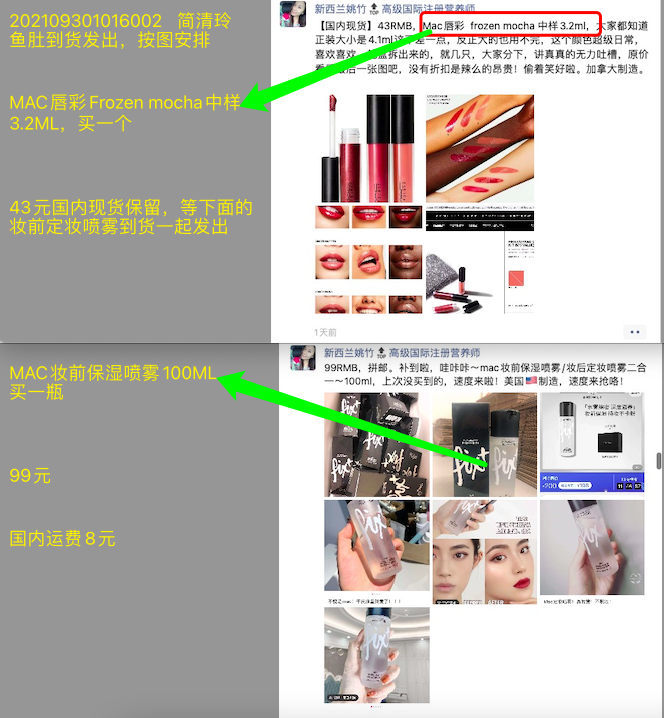 202109301016002 简清玲
鱼肚到货发出，按图安排
MAC唇彩Frozen mocha中样
3.2ML，买一个
43元国内现货保留，等下面的
妆前定妆喷雾到货一起发出
新西兰姚竹 TOP 高级国际注册营养师
【国内现货】43RMB，Mac唇彩 frozen mocha 中样3.2ml，大家都知道
正装大小是4.1ml
差一点，反正大的也用不完，这个颜色超级日常，
喜欢喜欢
盒拆出来的，就几只，大家分下，讲真真的无力吐槽，原价
最后一张图吧，没有折扣是辣么的昂贵！偷着笑好啦。加拿大制造。
1天前
MAC妆前保湿喷雾100ML
买一瓶
99元
国内运费8元
新西兰姚竹 TOP 高级国际注册营养师
99RMB，拼邮。补到啦，哇咔咔～mac妆前保湿喷雾/妆后定妆喷雾二合
一～100ml，上次没买到的，速度来啦！美国🇺🇸制造，速度来抢咯！
fix+
fix+
fix+
-200
fix+
fix+
fix+